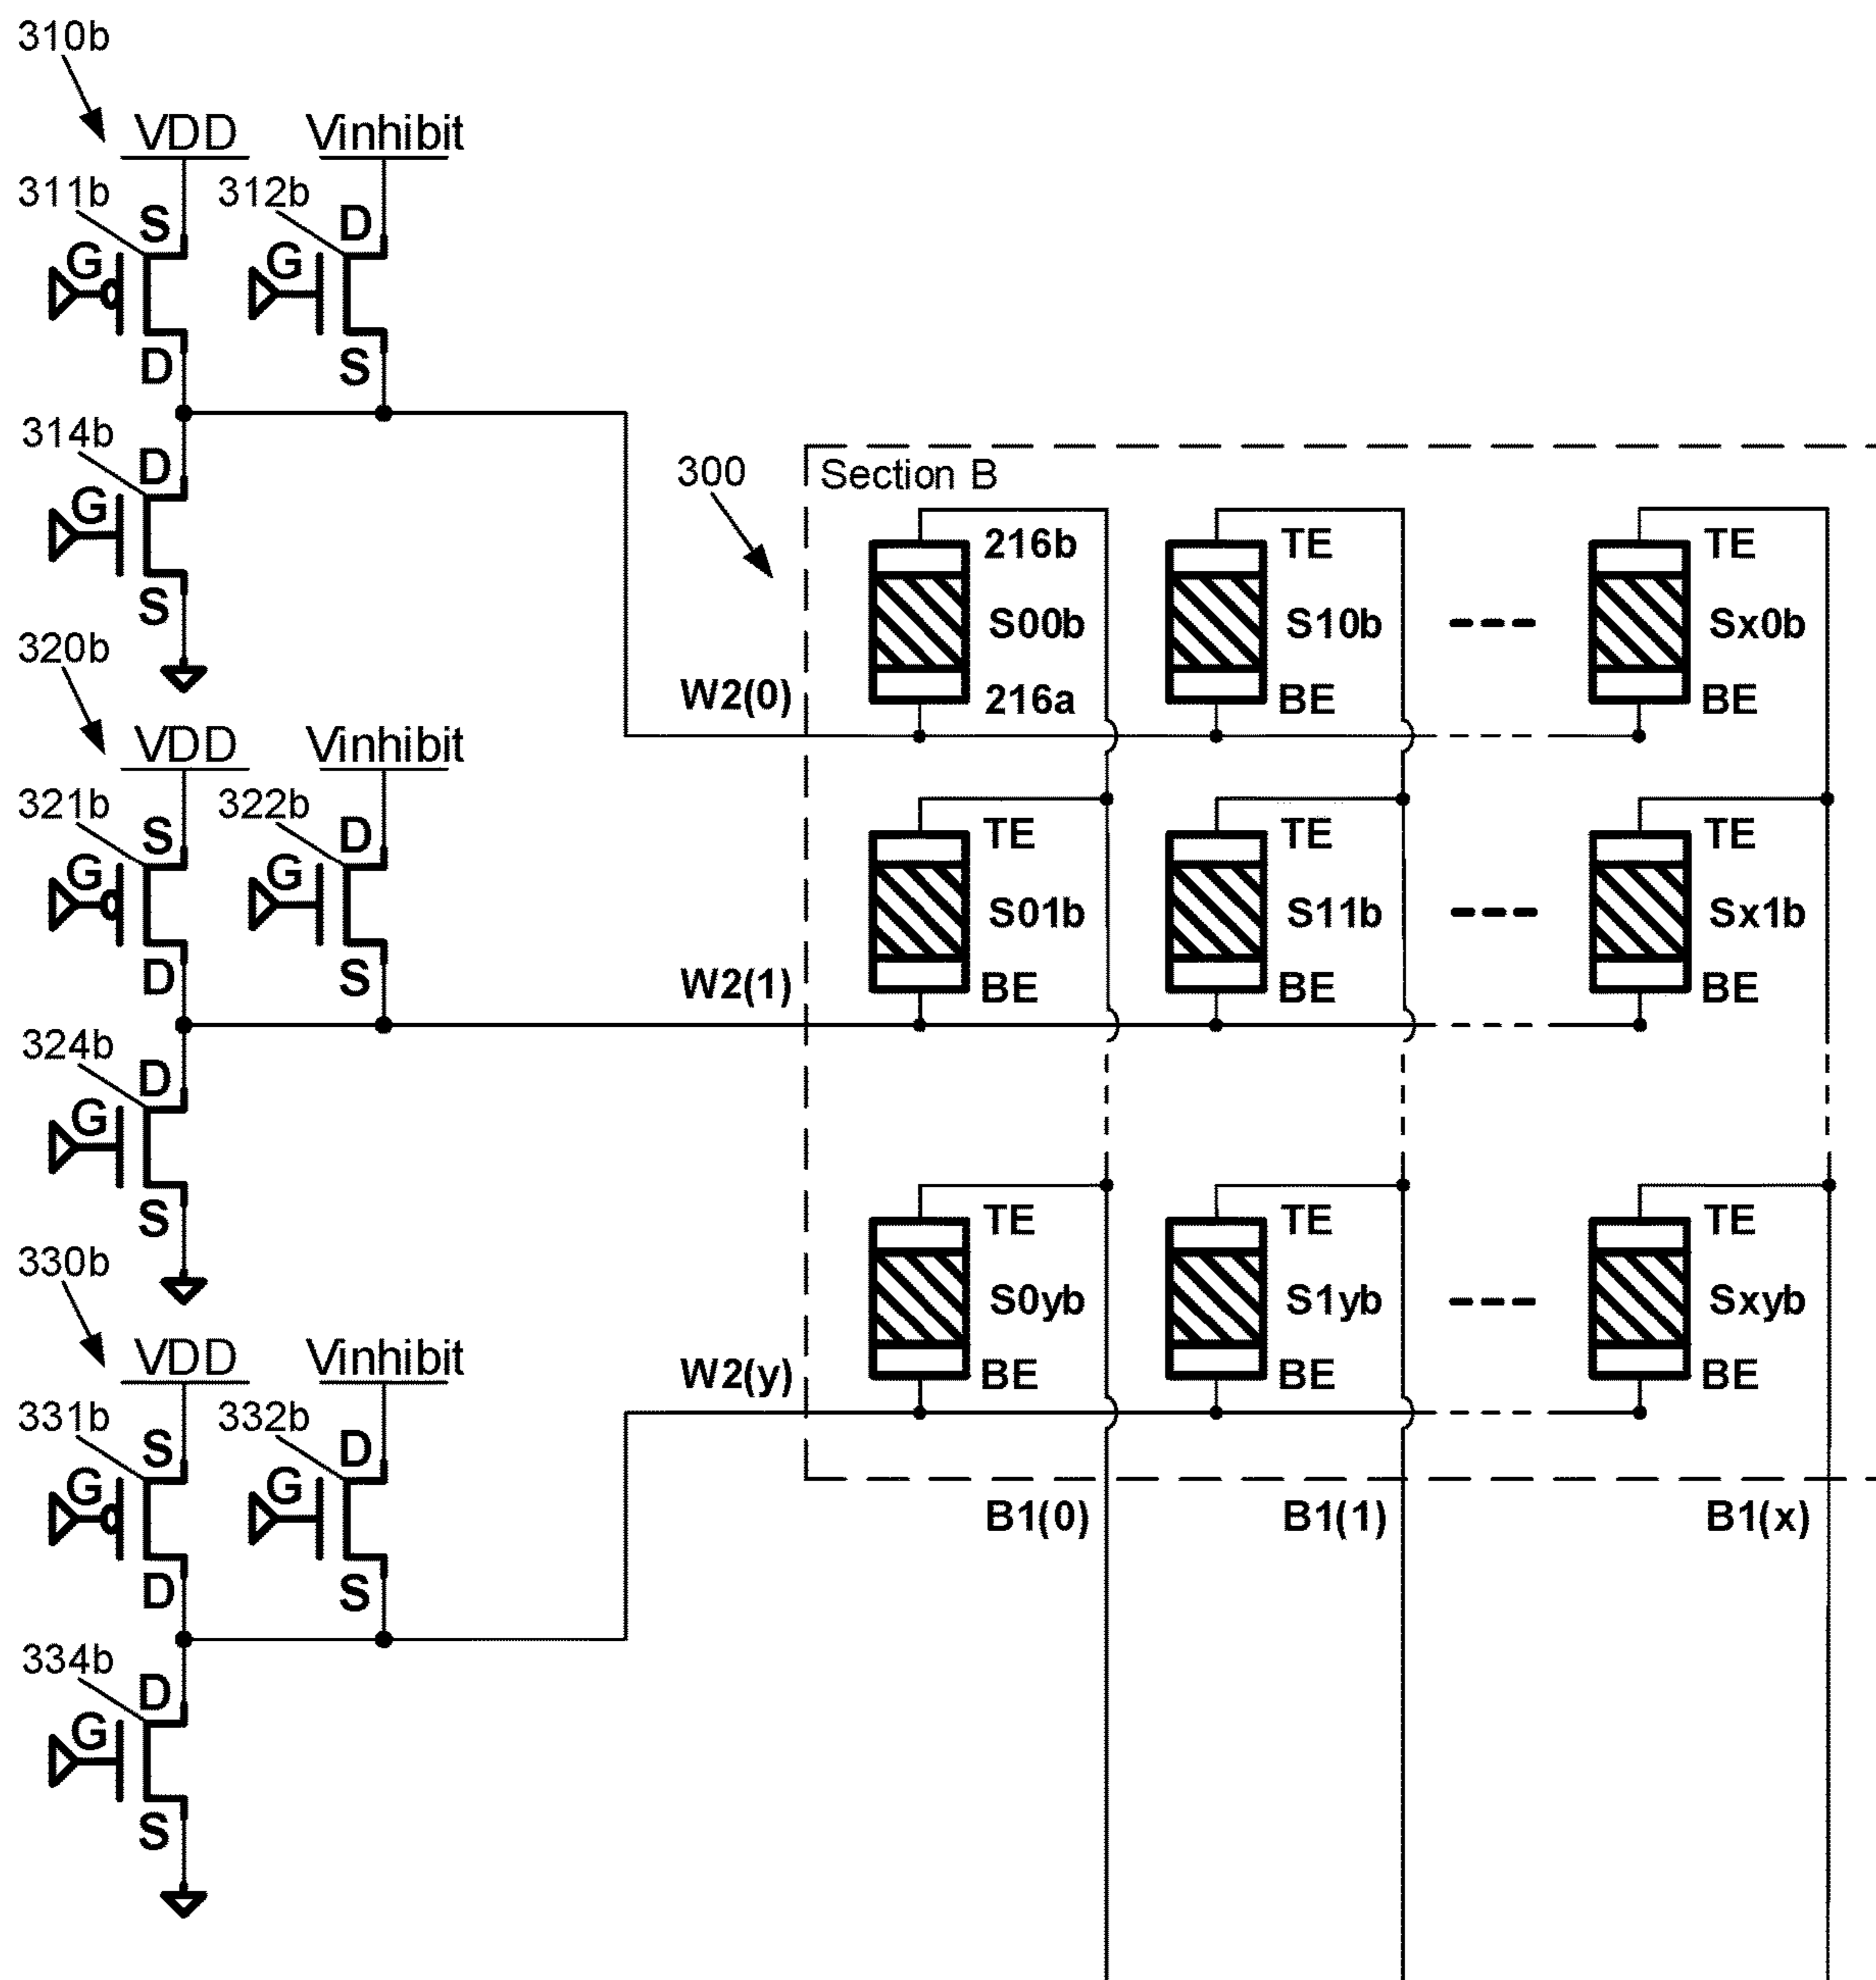 310b
VDD Vinhibit
311b 312b
S D
G G
D S
314b
D
G
S
300
Section B
216b TE TE
S00b S10b Sx0b
W2(0) 216a BE BE
320b
VDD Vinhibit
321b 322b
S D
G G
D S
TE TE TE
S01b S11b Sx1b
W2(1) BE BE BE
324b
D
G
S
TE TE TE
S0yb S1yb Sxyb
W2(y) BE BE BE
330b
VDD Vinhibit
331b 332b
S D
G G
D S
B1(0) B1(1) B1(x)
334b
D
G
S